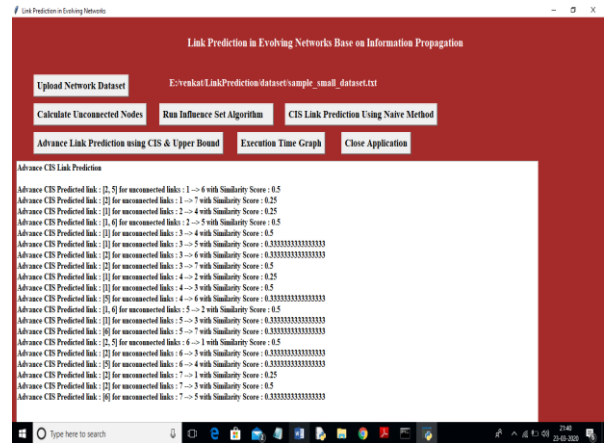 Link Prediction in Evolving Networks
Link Prediction in Evolving Networks Base on Information Propagation
Upload Network Dataset
E:/venkat/LinkPrediction/dataset/sample_small_dataset.txt
Calculate Unconnected Nodes
Run Influence Set Algorithm
CIS Link Prediction Using Naive Method
Advance Link Prediction using CIS & Upper Bound
Execution Time Graph
Close Application
Advance CIS Link Prediction
Advance CIS Predicted link : [2, 5] for unconnected links : 1 --> 6 with Similarity Score : 0.5
Advance CIS Predicted link : [2] for unconnected links : 1 --> 7 with Similarity Score : 0.25
Advance CIS Predicted link : [1] for unconnected links : 2 --> 4 with Similarity Score : 0.25
Advance CIS Predicted link : [1, 6] for unconnected links : 2 --> 5 with Similarity Score : 0.5
Advance CIS Predicted link : [1] for unconnected links : 3 --> 4 with Similarity Score : 0.5
Advance CIS Predicted link : [1] for unconnected links : 3 --> 5 with Similarity Score : 0.3333333333333333
Advance CIS Predicted link : [2] for unconnected links : 3 --> 6 with Similarity Score : 0.3333333333333333
Advance CIS Predicted link : [2] for unconnected links : 3 --> 7 with Similarity Score : 0.5
Advance CIS Predicted link : [1] for unconnected links : 4 --> 2 with Similarity Score : 0.25
Advance CIS Predicted link : [1] for unconnected links : 4 --> 3 with Similarity Score : 0.5
Advance CIS Predicted link : [5] for unconnected links : 4 --> 6 with Similarity Score : 0.3333333333333333
Advance CIS Predicted link : [1, 6] for unconnected links : 5 --> 2 with Similarity Score : 0.5
Advance CIS Predicted link : [1] for unconnected links : 5 --> 3 with Similarity Score : 0.3333333333333333
Advance CIS Predicted link : [6] for unconnected links : 5 --> 7 with Similarity Score : 0.3333333333333333
Advance CIS Predicted link : [2, 5] for unconnected links : 6 --> 1 with Similarity Score : 0.5
Advance CIS Predicted link : [2] for unconnected links : 6 --> 3 with Similarity Score : 0.3333333333333333
Advance CIS Predicted link : [5] for unconnected links : 6 --> 4 with Similarity Score : 0.3333333333333333
Advance CIS Predicted link : [2] for unconnected links : 7 --> 1 with Similarity Score : 0.25
Advance CIS Predicted link : [2] for unconnected links : 7 --> 3 with Similarity Score : 0.5
Advance CIS Predicted link : [6] for unconnected links : 7 --> 5 with Similarity Score : 0.3333333333333333
Type here to search
21:40
23-03-2020